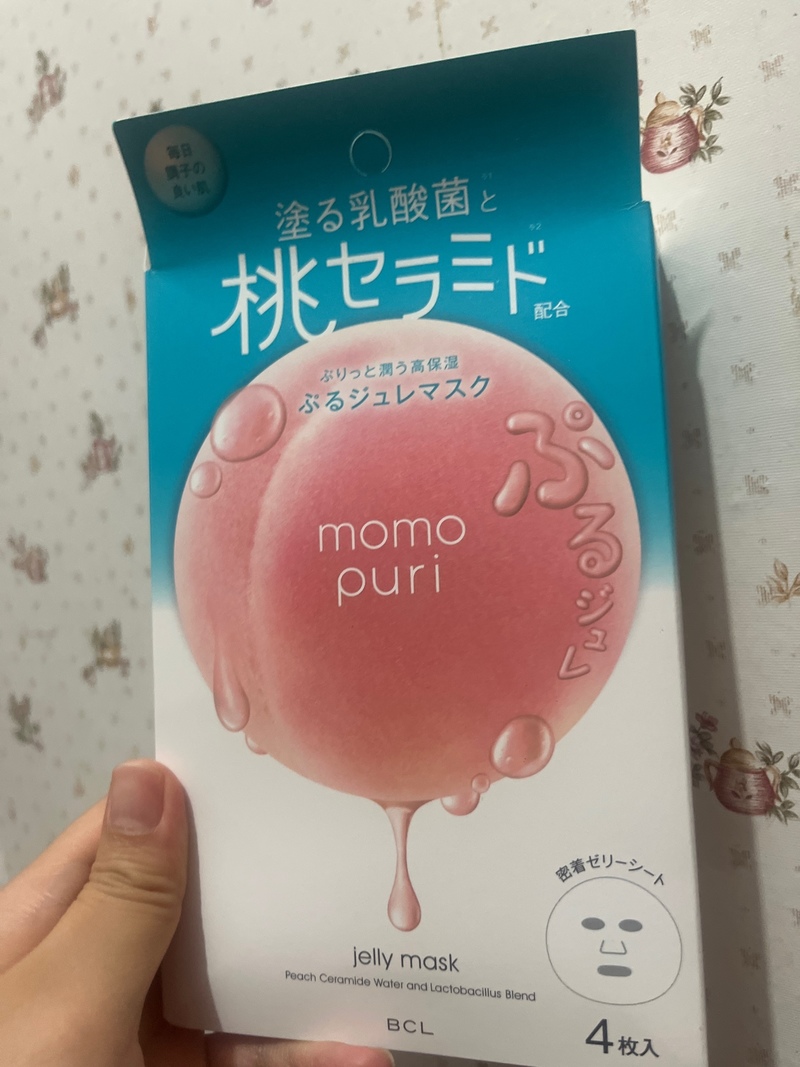 毎日
調子の
良い肌
塗る乳酸菌※1と
桃セラミド※2
配合
ぷりっと潤う高保湿
ぷるジュレマスク
ぷるジュレ
momo
puri
密着ゼリーシート
jelly mask
Peach Ceramide Water and Lactobacillus Blend
BCL
4枚入